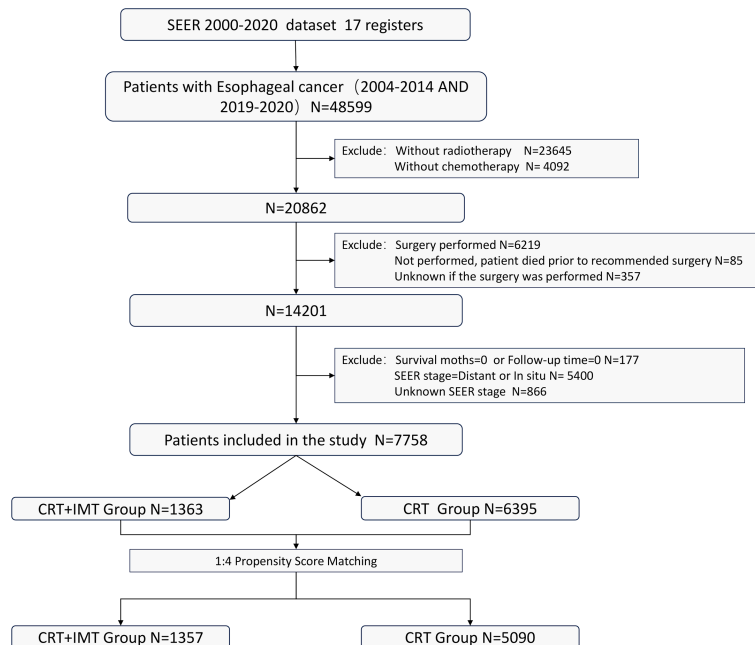 SEER 2000-2020 dataset 17 registers
Patients with Esophageal cancer（2004-2014 AND
2019-2020）N=48599
Exclude： Without radiotherapy N=23645
Without chemotherapy N= 4092
N=20862
Exclude： Surgery performed N=6219
Not performed, patient died prior to recommended surgery N=85
Unknown if the surgery was performed N=357
N=14201
Exclude： Survival moths=0 or Follow-up time=0 N=177
SEER stage=Distant or In situ N= 5400
Unknown SEER stage N=866
Patients included in the study N=7758
CRT+IMT Group N=1363
CRT Group N=6395
1:4 Propensity Score Matching
CRT+IMT Group N=1357
CRT Group N=5090